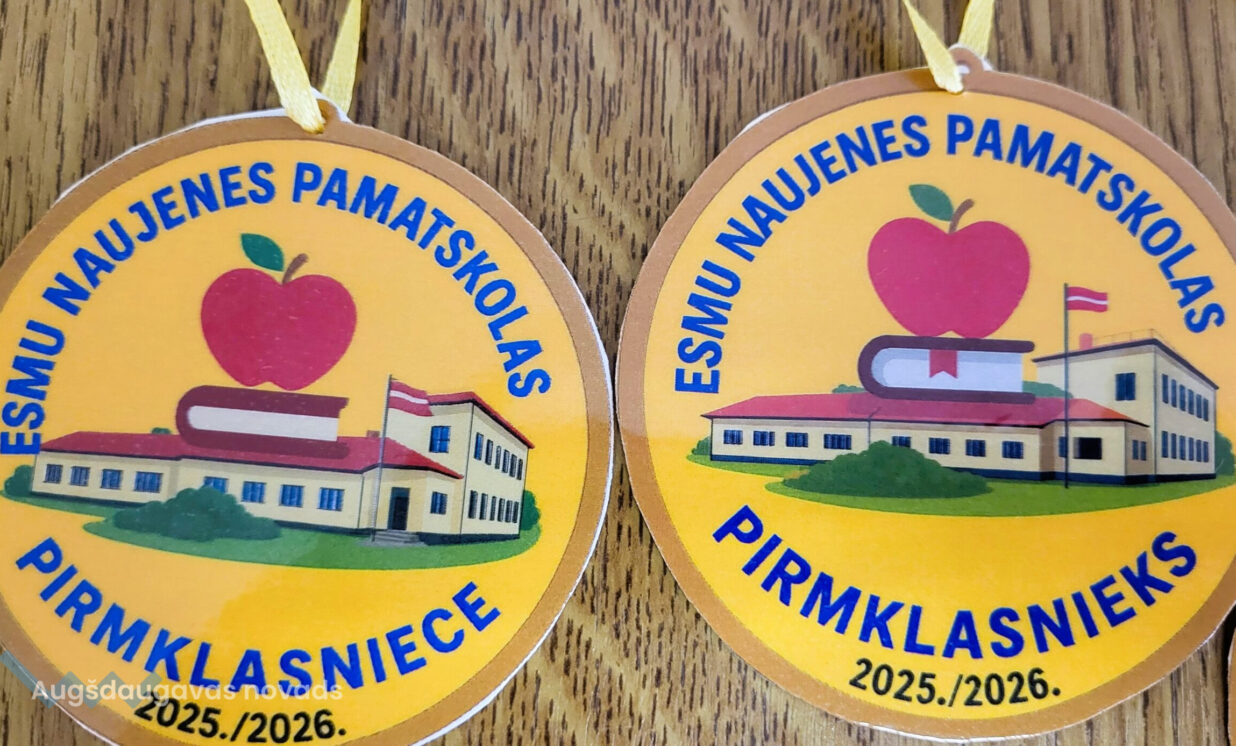 ESMU NAUJENES PAMATSKOLAS
PIRMKLASNIECE
2025./2026.
ESMU NAUJENES PAMATSKOLAS
PIRMKLASNIEKS
2025./2026.
Augšdaugavas novads